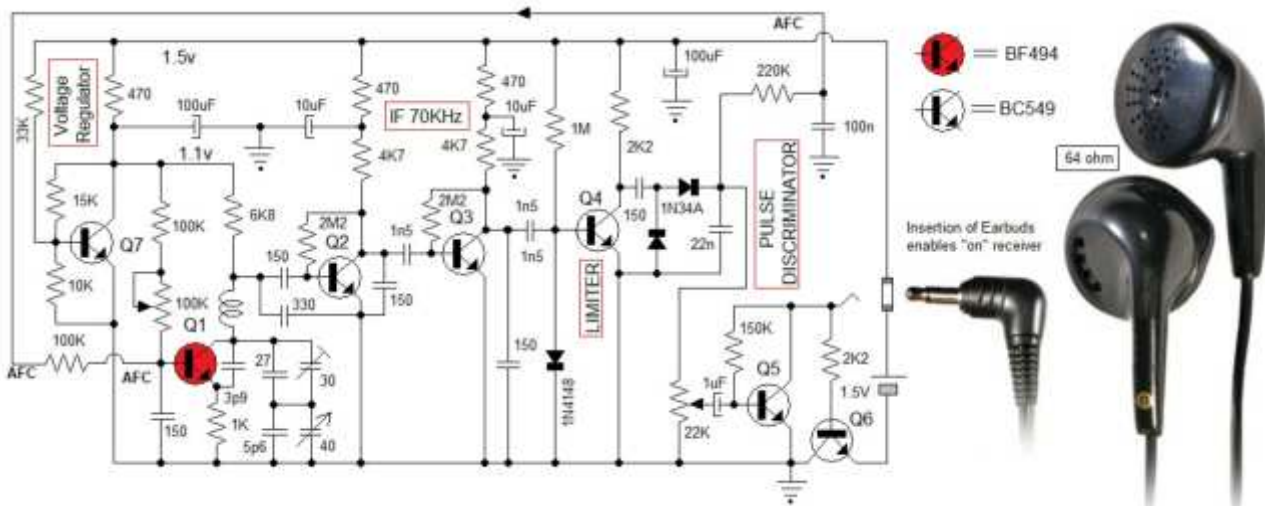 AFC
1.5v
Voltage
Regulator
470
100uF
10uF
470
IF 70KHz
470
10uF
1M
100uF
220K
100n
33K
1.1v
4K7
4K7
2K2
15K
100K
6K8
2M2
2M2
Q7
Q2
Q3
1n5
1n5
1n5
Q4
150
1N34A
22n
PULSE
DISCRIMINATOR
10K
150
330
150
100K
Q1
LIMITER
100K
AFC
AFC
3p9
27
30
150
1K
5p6
40
150
1N4148
150K
1uF
Q5
22K
2K2
1.5V
Q6
= BF494
= BC549
64 ohm
Insertion of Earbuds
enables "on" receiver